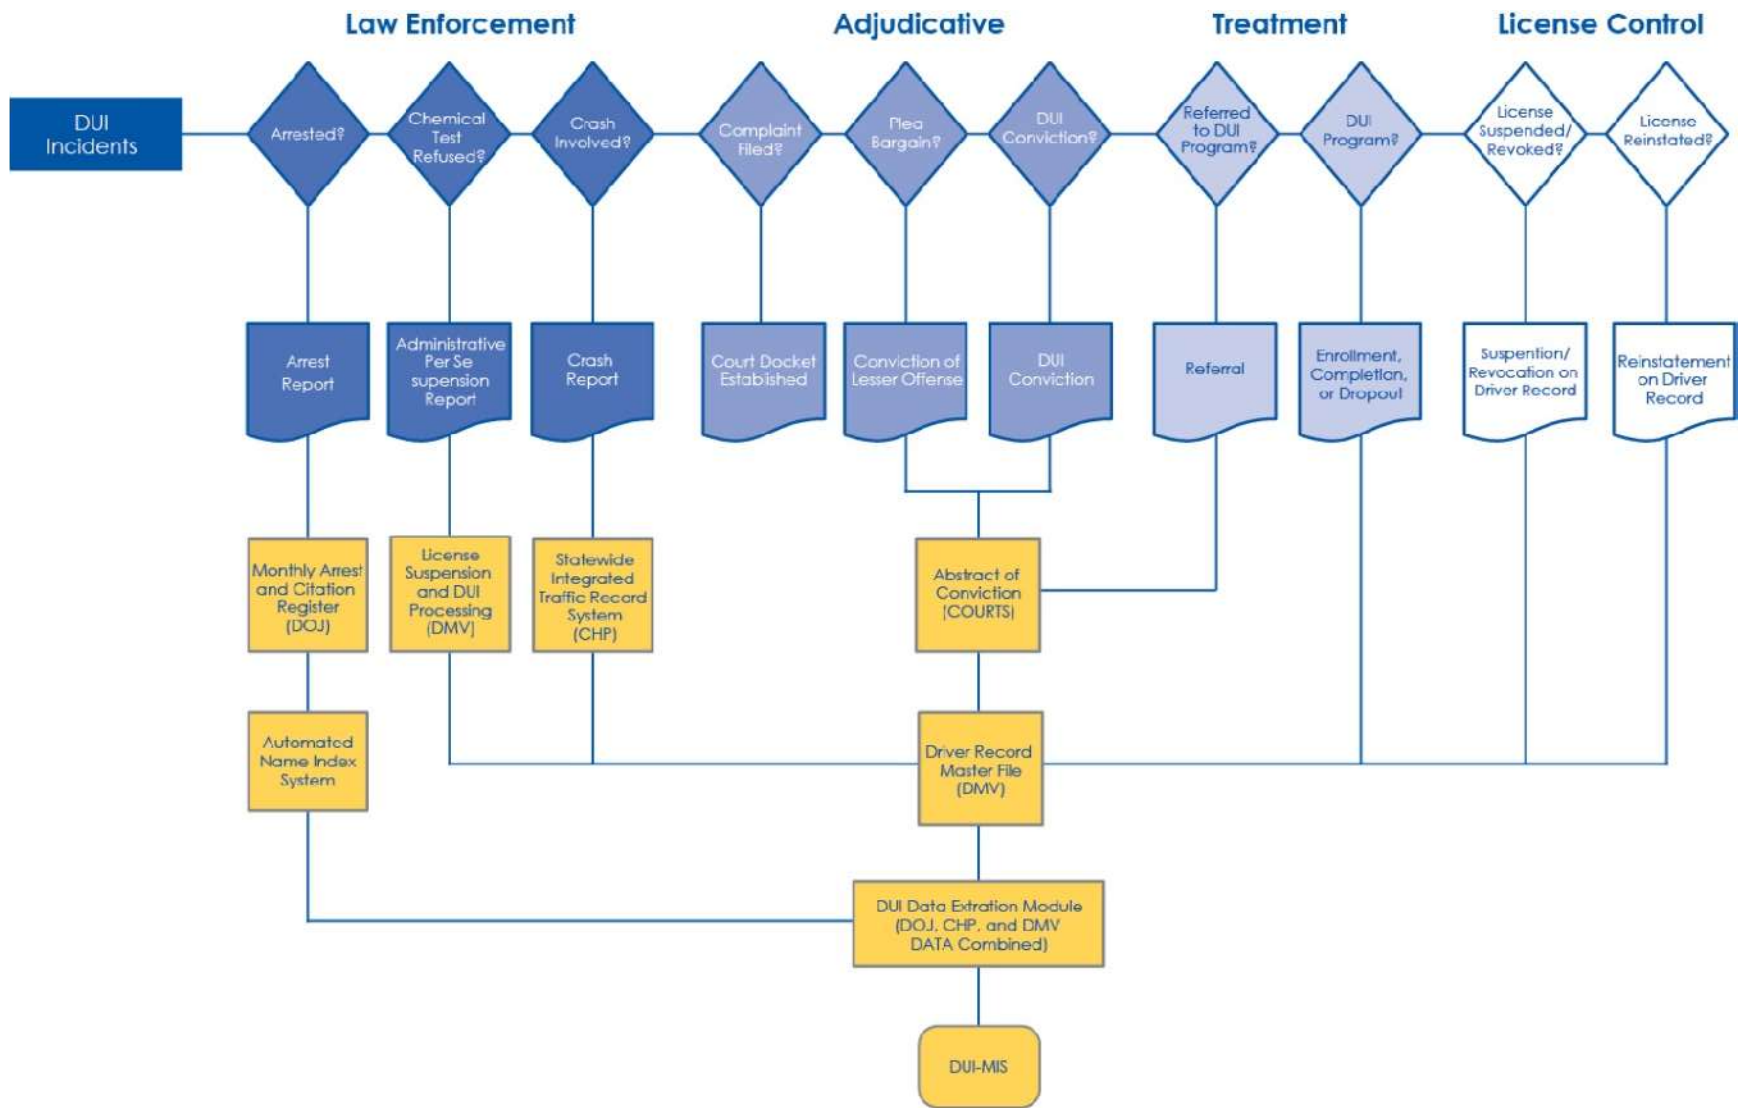 Law Enforcement
Adjudicative
Treatment
License Control
DUI
Incidents
Arrested?
Chemical
Test
Refused?
Crash
Involved?
Complaint
Filed?
Plea
Bargain?
DUI
Conviction?
Referred
to DUI
Program?
DUI
Program?
License
Suspended/
Revoked?
License
Reinstated?
Arrest
Report
Administrative
Per Se
supension
Report
Crash
Report
Court Docket
Established
Conviction of
Lesser Offense
DUI
Conviction
Referral
Enrollment,
Completion,
or Dropout
Suspention/
Revocation on
Driver Record
Reinstatement
on Driver
Record
Monthly Arrest
and Citation
Register
(DOJ)
License
Suspension
and DUI
Processing
(DMV)
Statewide
Integrated
Traffic Record
System
(CHP)
Abstract of
Conviction
(COURTS)
Automated
Name Index
System
Driver Record
Master File
(DMV)
DUI Data Extration Module
(DOJ, CHP, and DMV
DATA Combined)
DUI-MIS